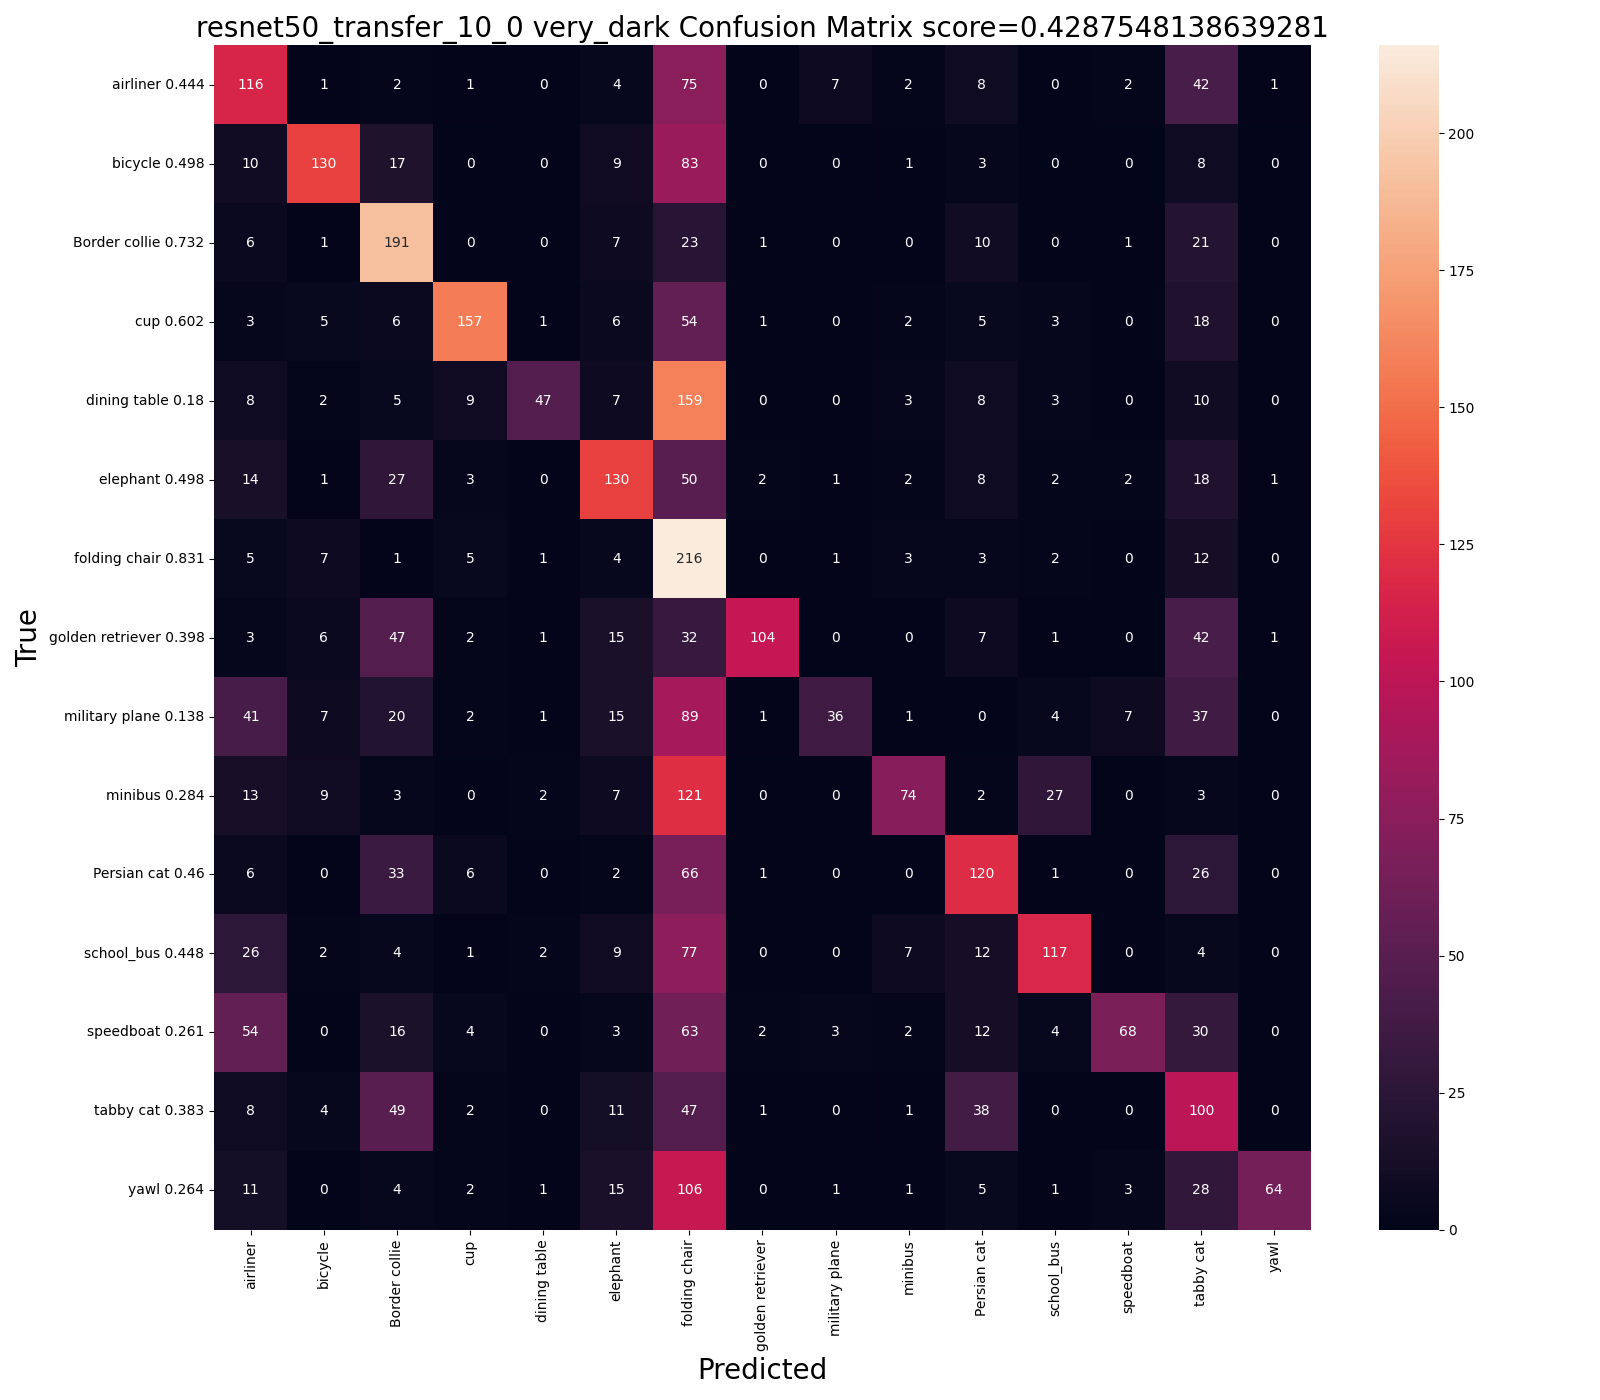 resnet50_transfer_10_0 very_dark Confusion Matrix score=0.4287548138639281
airliner 0.444 116 1 2 1 0 4 75 0 7 2 8 0 2 42 1
bicycle 0.498 10 130 17 0 0 9 83 0 0 1 3 0 0 8 0
Border collie 0.732 6 1 191 0 0 7 23 1 0 0 10 0 1 21 0
cup 0.602 3 5 6 157 1 6 54 1 0 2 5 3 0 18 0
dining table 0.18 8 2 5 9 47 7 159 0 0 3 8 3 0 10 0
elephant 0.498 14 1 27 3 0 130 50 2 1 2 8 2 2 18 1
folding chair 0.831 5 7 1 5 1 4 216 0 1 3 3 2 0 12 0
golden retriever 0.398 3 6 47 2 1 15 32 104 0 0 7 1 0 42 1
military plane 0.138 41 7 20 2 1 15 89 1 36 1 0 4 7 37 0
minibus 0.284 13 9 3 0 2 7 121 0 0 74 2 27 0 3 0
Persian cat 0.46 6 0 33 6 0 2 66 1 0 0 120 1 0 26 0
school_bus 0.448 26 2 4 1 2 9 77 0 0 7 12 117 0 4 0
speedboat 0.261 54 0 16 4 0 3 63 2 3 2 12 4 68 30 0
tabby cat 0.383 8 4 49 2 0 11 47 1 0 1 38 0 0 100 0
yawl 0.264 11 0 4 2 1 15 106 0 1 1 5 1 3 28 64
True
airliner
bicycle
Border collie
cup
dining table
elephant
folding chair
golden retriever
military plane
minibus
Persian cat
school_bus
speedboat
tabby cat
yawl
Predicted
200
175
150
125
100
75
50
25
0